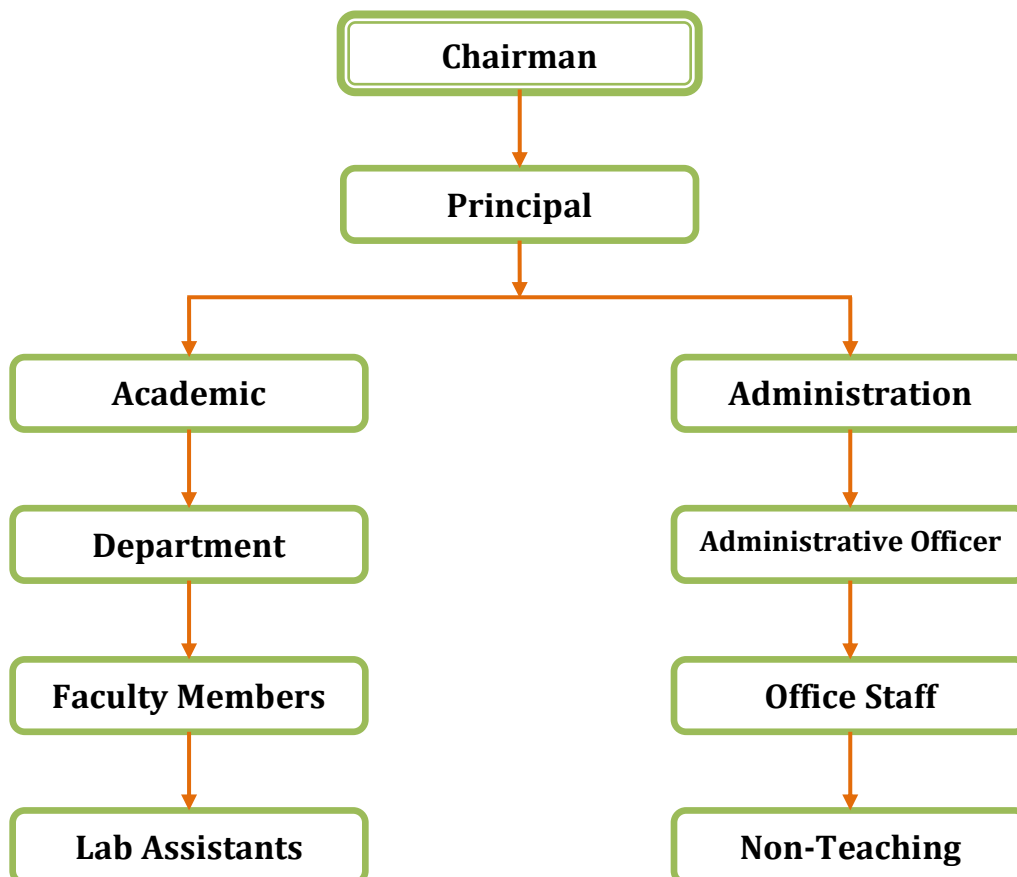 Chairman
Principal
Academic
Administration
Department
Administrative Officer
Faculty Members
Office Staff
Lab Assistants
Non-Teaching